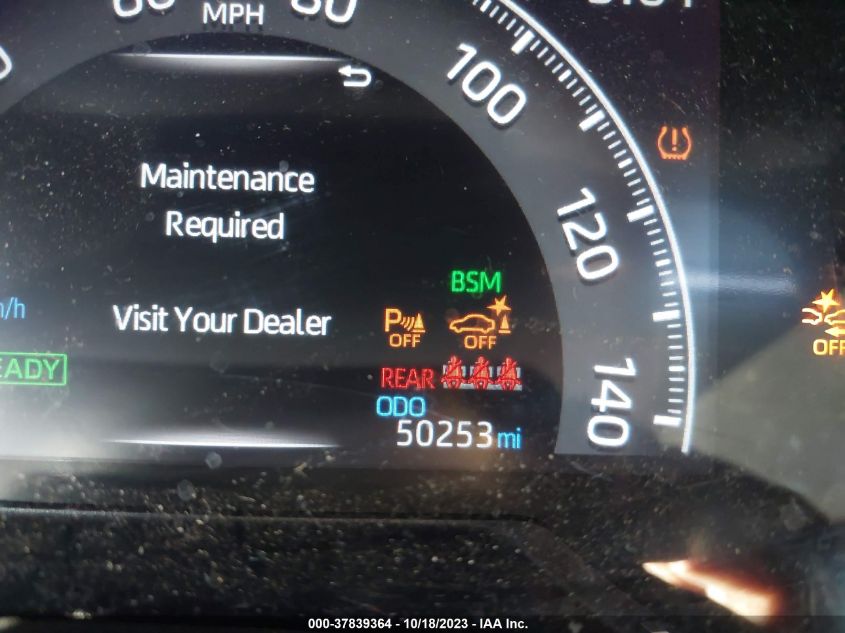 MPH
80
100
120
140
Maintenance
Required
Visit Your Dealer
BSM
P OFF
OFF
OFF
REAR
ODO
50253 mi
000-37839364 - 10/18/2023 - IAA Inc.